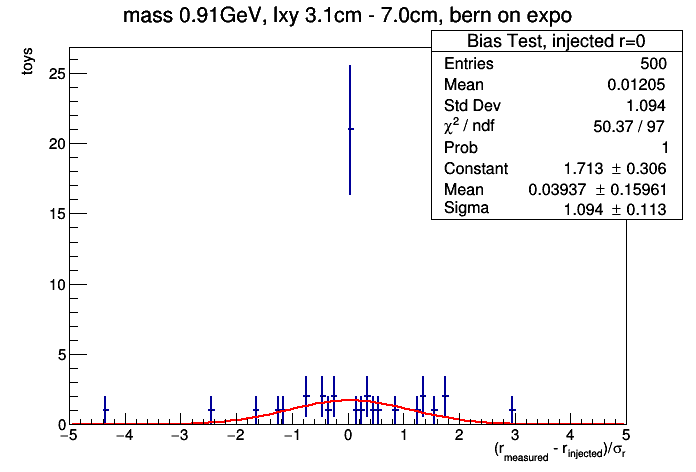 mass 0.91GeV, lxy 3.1cm - 7.0cm, bern on expo
toys
Bias Test, injected r=0
Entries 500
Mean 0.01205
Std Dev 1.094
χ² / ndf 50.37 / 97
Prob 1
Constant 1.713 ± 0.306
Mean 0.03937 ± 0.15961
Sigma 1.094 ± 0.113
25
20
15
10
5
0
−5 −4 −3 −2 −1 0 1 2 3 4 5
(r_measured - r_injected)/σ_r